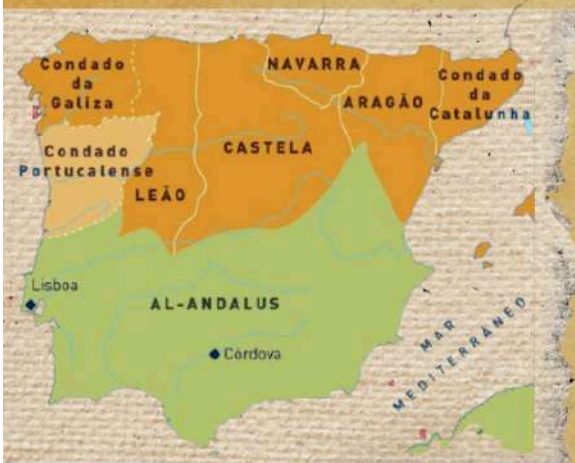 Condado
da
Galiza
NAVARRA
ARAGÃO
Condado
da
Catalunha
Condado
Portucalense
LEÃO
CASTELA
Lisboa
AL-ANDALUS
Córdova
MAR
MEDITERRÂNEO